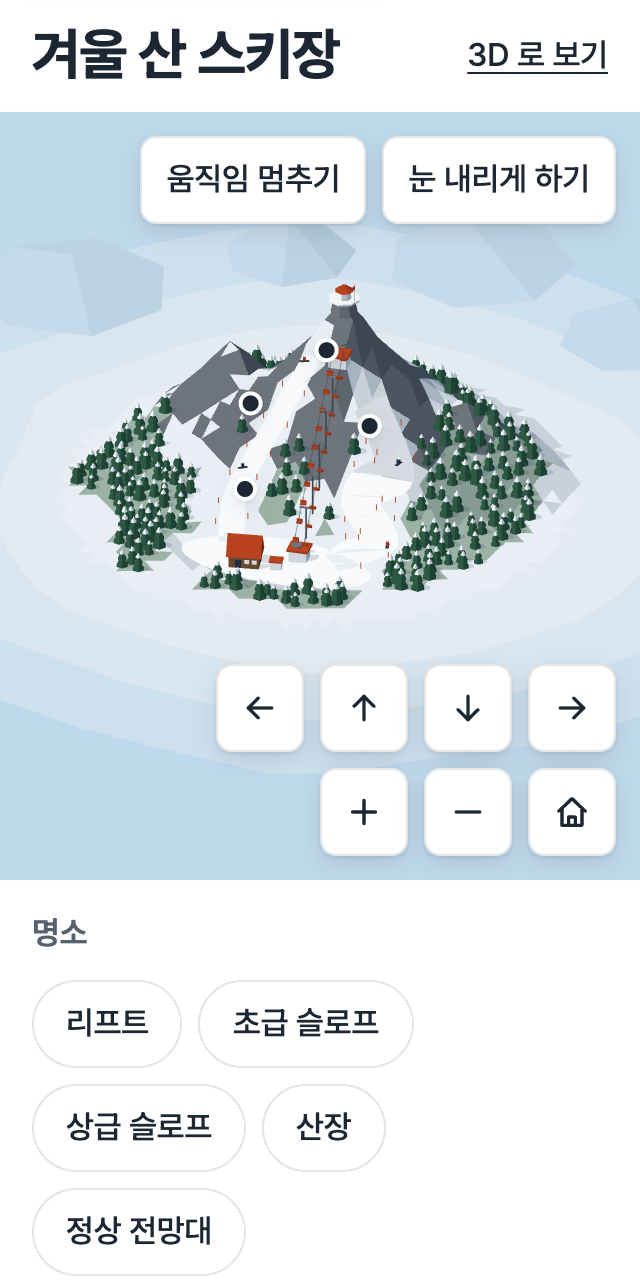 겨울 산 스키장
3D 로 보기
움직임 멈추기
눈 내리게 하기
명소
리프트
초급 슬로프
상급 슬로프
산장
정상 전망대